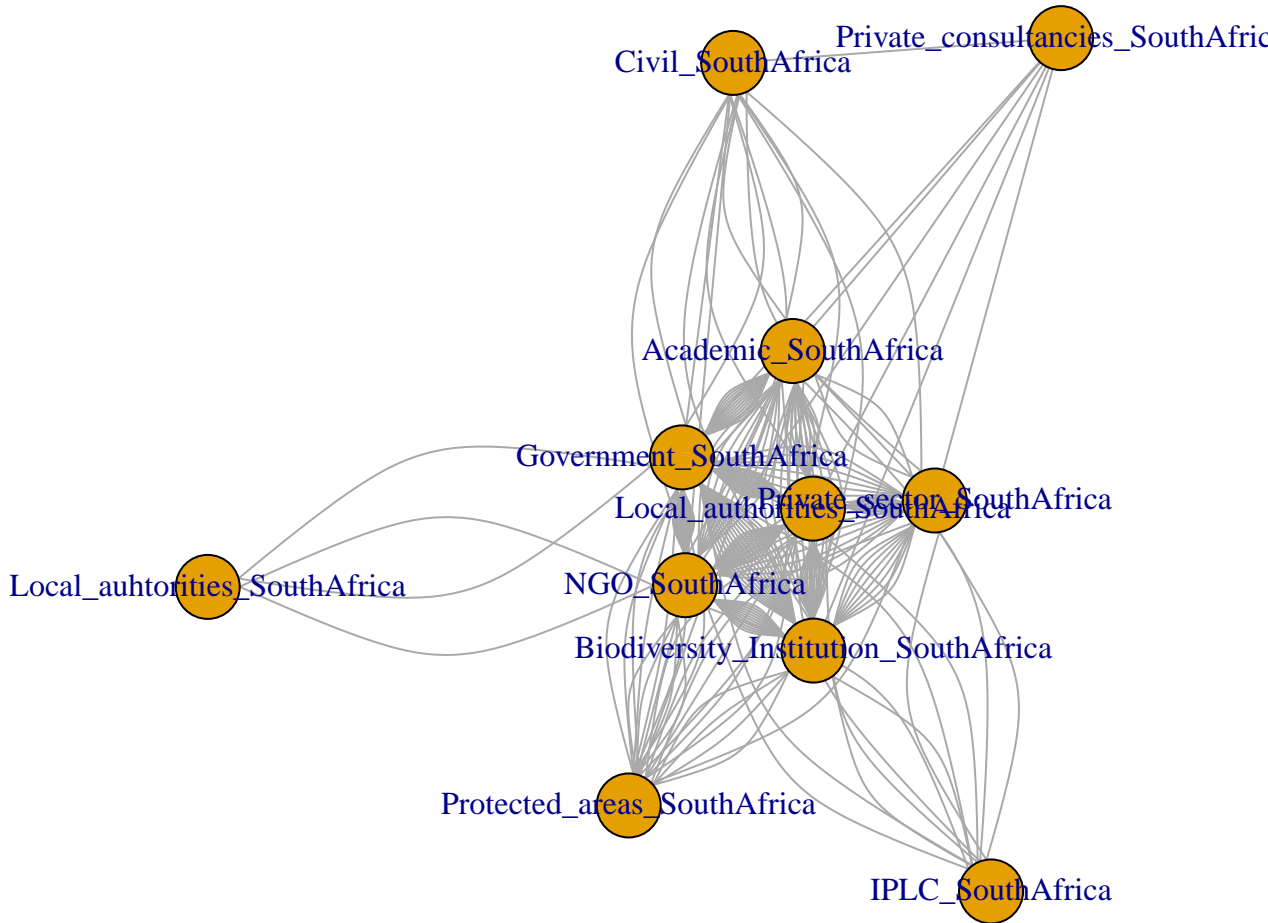 Private_consultancies_SouthAfric
Civil_SouthAfrica
Academic_SouthAfrica
Government_SouthAfrica
Private_sector_SouthAfrica
Local_authorities_SouthAfrica
Local_auhtorities_SouthAfrica
NGO_SouthAfrica
Biodiversity_Institution_SouthAfrica
Protected_areas_SouthAfrica
IPLC_SouthAfrica